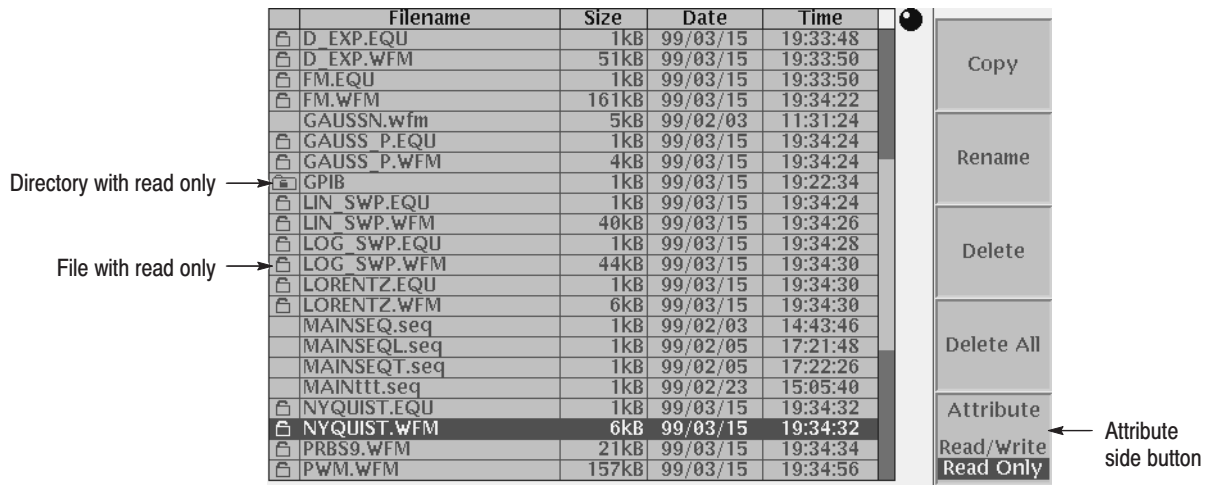 Filename Size Date Time
D_EXP.EQU 1kB 99/03/15 19:33:48
D_EXP.WFM 51kB 99/03/15 19:33:50
FM.EQU 1kB 99/03/15 19:33:50
FM.WFM 161kB 99/03/15 19:34:22
GAUSSN.wfm 5kB 99/02/03 11:31:24
GAUSS_P.EQU 1kB 99/03/15 19:34:24
GAUSS_P.WFM 4kB 99/03/15 19:34:24
Directory with read only
GPIB 1kB 99/03/15 19:22:34
LIN_SWP.EQU 1kB 99/03/15 19:34:24
LIN_SWP.WFM 40kB 99/03/15 19:34:26
LOG_SWP.EQU 1kB 99/03/15 19:34:28
File with read only
LOG_SWP.WFM 44kB 99/03/15 19:34:30
LORENTZ.EQU 1kB 99/03/15 19:34:30
LORENTZ.WFM 6kB 99/03/15 19:34:30
MAINSEQ.seq 1kB 99/02/03 14:43:46
MAINSEQL.seq 1kB 99/02/05 17:21:48
MAINSEQT.seq 1kB 99/02/05 17:22:26
MAINttt.seq 1kB 99/02/23 15:05:40
NYQUIST.EQU 1kB 99/03/15 19:34:32
NYQUIST.WFM 6kB 99/03/15 19:34:32
PRBS9.WFM 21kB 99/03/15 19:34:34
PWM.WFM 157kB 99/03/15 19:34:56
Copy
Rename
Delete
Delete All
Attribute
Read/Write
Read Only
Attribute
side button